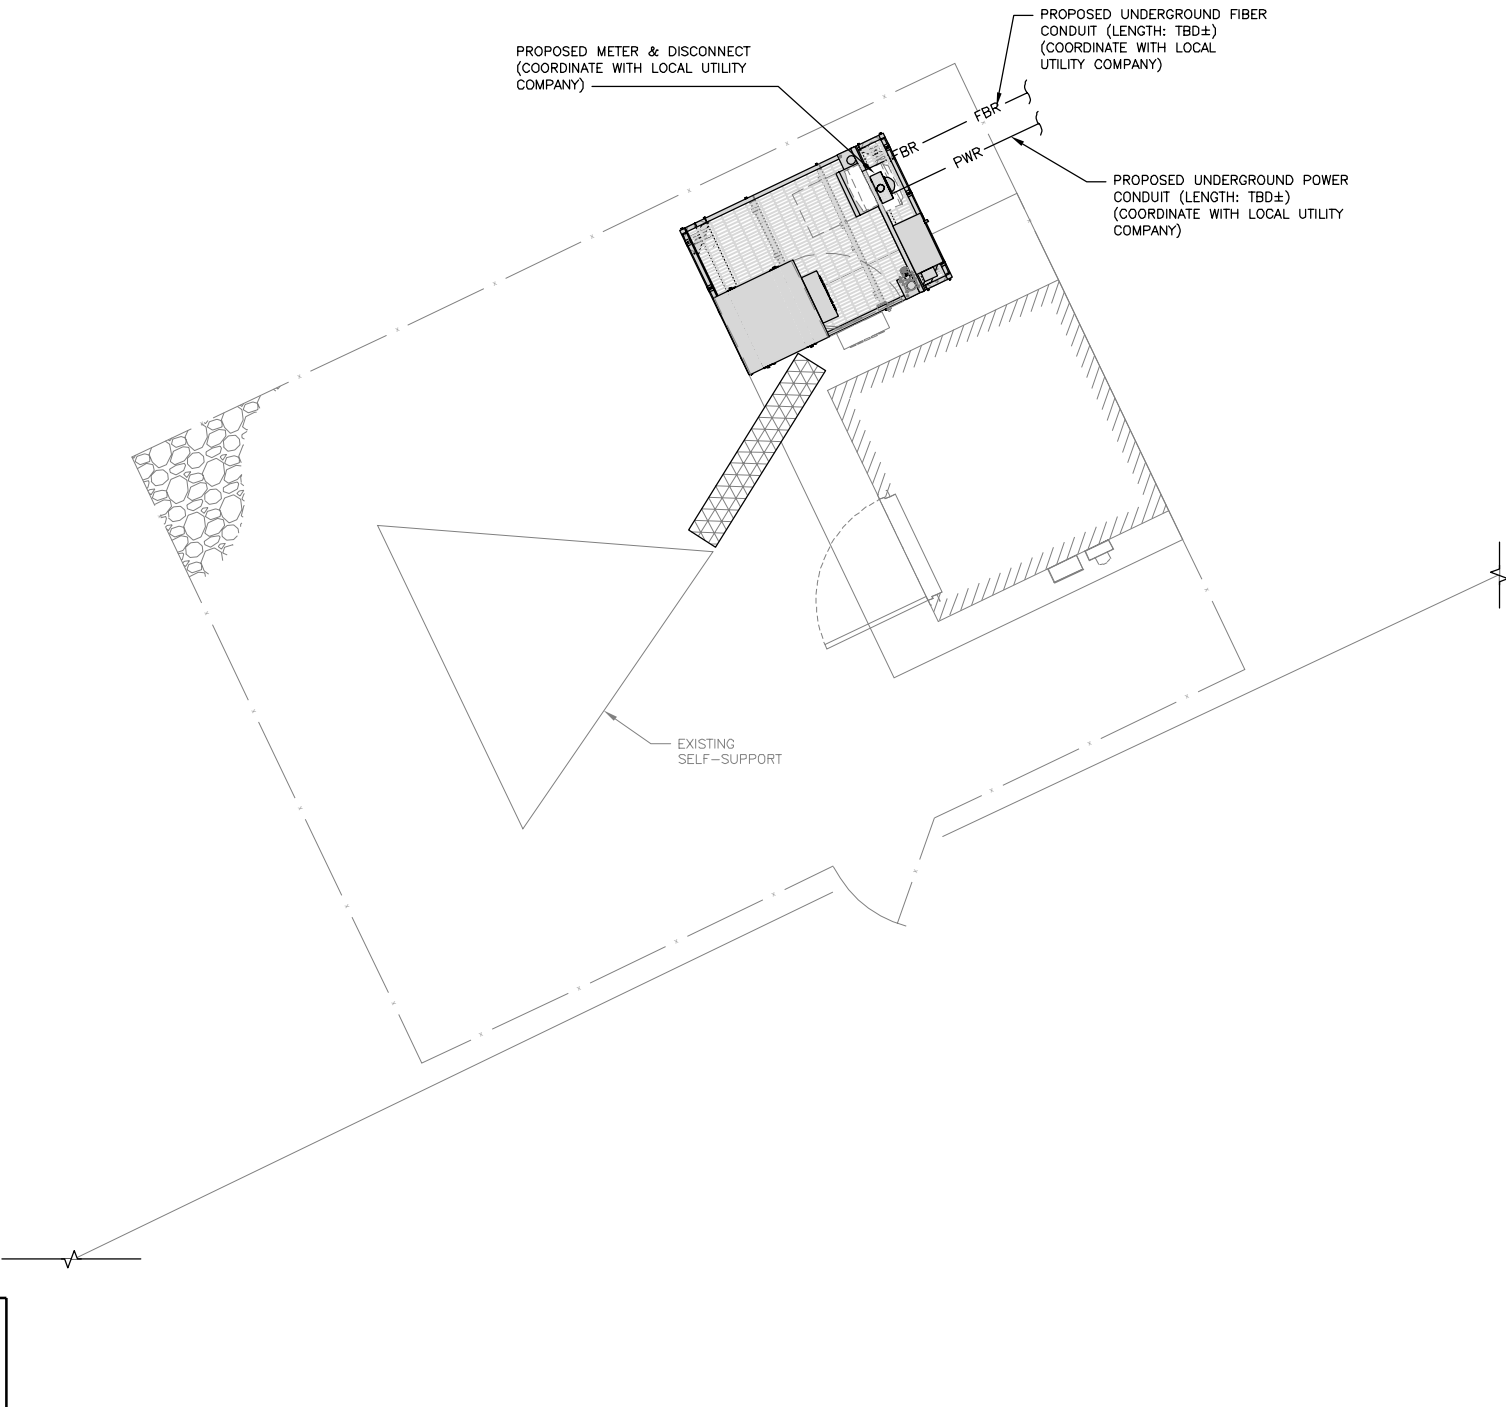 PROPOSED UNDERGROUND FIBER
CONDUIT (LENGTH: TBD±)
(COORDINATE WITH LOCAL
UTILITY COMPANY)
PROPOSED METER & DISCONNECT
(COORDINATE WITH LOCAL UTILITY
COMPANY)
FBR
FBR
PWR
PROPOSED UNDERGROUND POWER
CONDUIT (LENGTH: TBD±)
(COORDINATE WITH LOCAL UTILITY
COMPANY)
EXISTING
SELF-SUPPORT